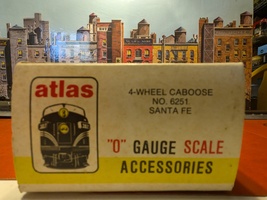 atlas
4-WHEEL CABOOSE
NO. 6251
SANTA FE
"O" GAUGE SCALE
ACCESSORIES